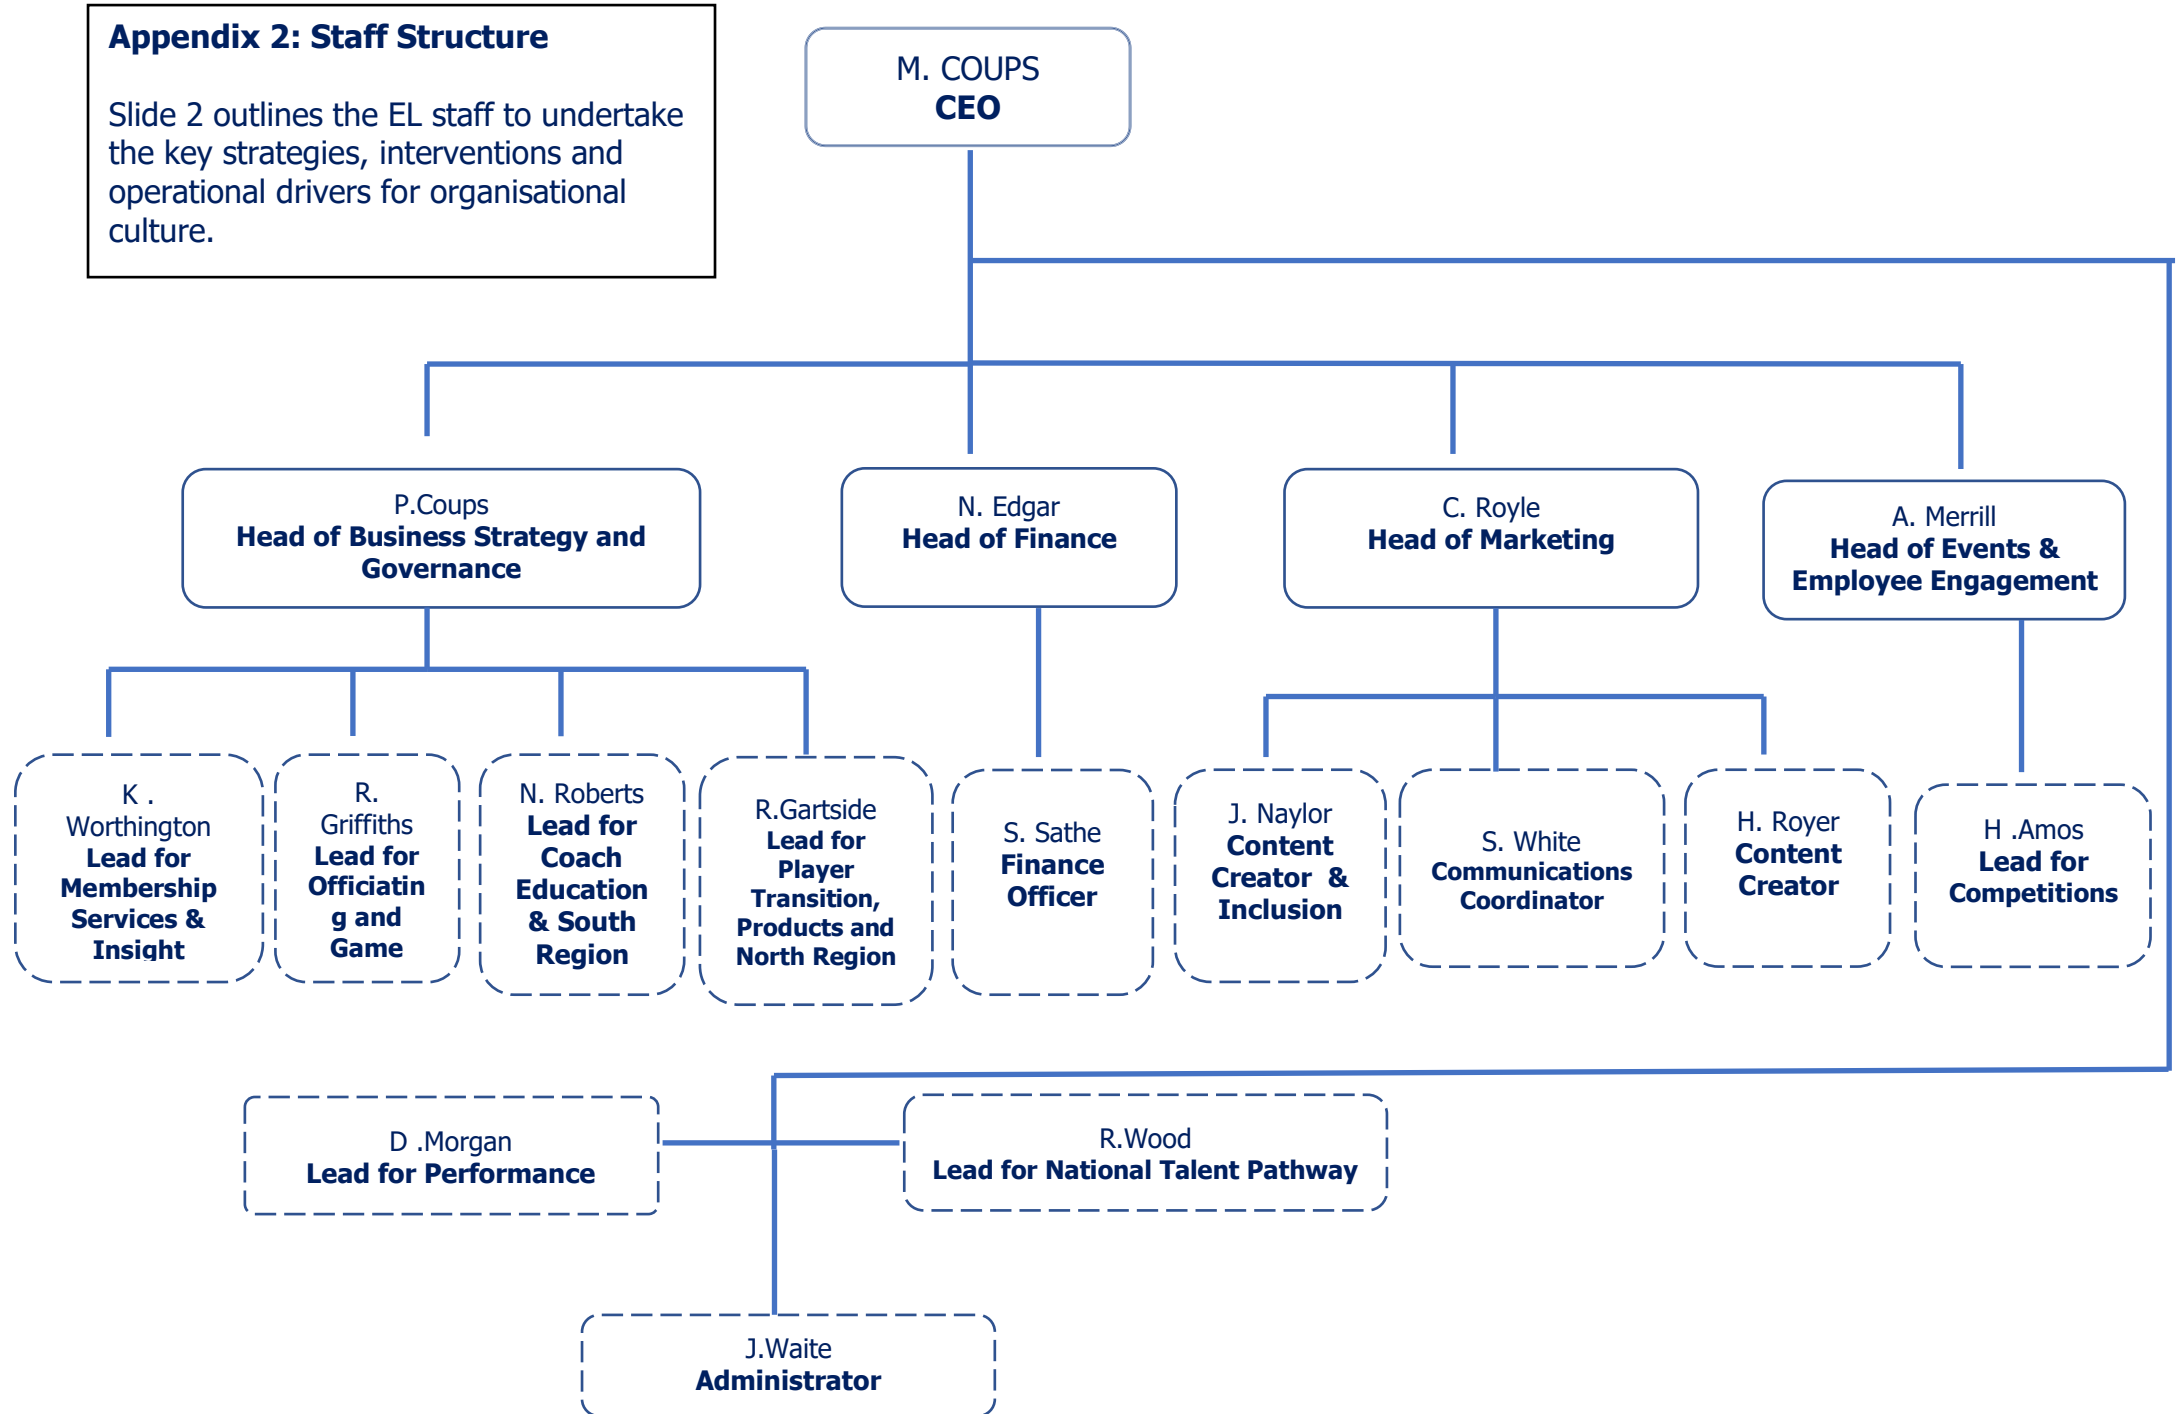 Appendix 2: Staff Structure
Slide 2 outlines the EL staff to undertake
the key strategies, interventions and
operational drivers for organisational
culture.
M. COUPS
CEO
P.Coups
Head of Business Strategy and
Governance
N. Edgar
Head of Finance
C. Royle
Head of Marketing
A. Merrill
Head of Events &
Employee Engagement
K .
Worthington
Lead for
Membership
Services &
Insight
R.
Griffiths
Lead for
Officiatin
g and
Game
N. Roberts
Lead for
Coach
Education
& South
Region
R.Gartside
Lead for
Player
Transition,
Products and
North Region
S. Sathe
Finance
Officer
J. Naylor
Content
Creator & 
Inclusion
S. White
Communications
Coordinator
H. Royer
Content
Creator
H .Amos
Lead for
Competitions
D .Morgan
Lead for Performance
R.Wood
Lead for National Talent Pathway
J.Waite
Administrator